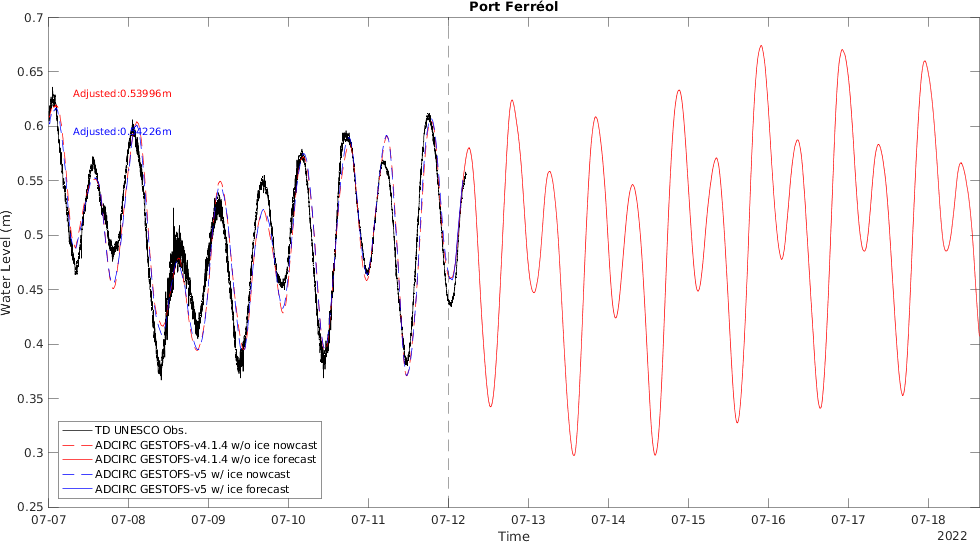 Port Ferréol
0.7
0.65
0.6
0.55
0.5
0.45
0.4
0.35
0.3
0.25
Water Level (m)
Adjusted:0.53996m
Adjusted:0.54226m
TD UNESCO Obs.
ADCIRC GESTOFS-v4.1.4 w/o ice nowcast
ADCIRC GESTOFS-v4.1.4 w/o ice forecast
ADCIRC GESTOFS-v5 w/ ice nowcast
ADCIRC GESTOFS-v5 w/ ice forecast
07-07 07-08 07-09 07-10 07-11 07-12 07-13 07-14 07-15 07-16 07-17 07-18
Time
2022